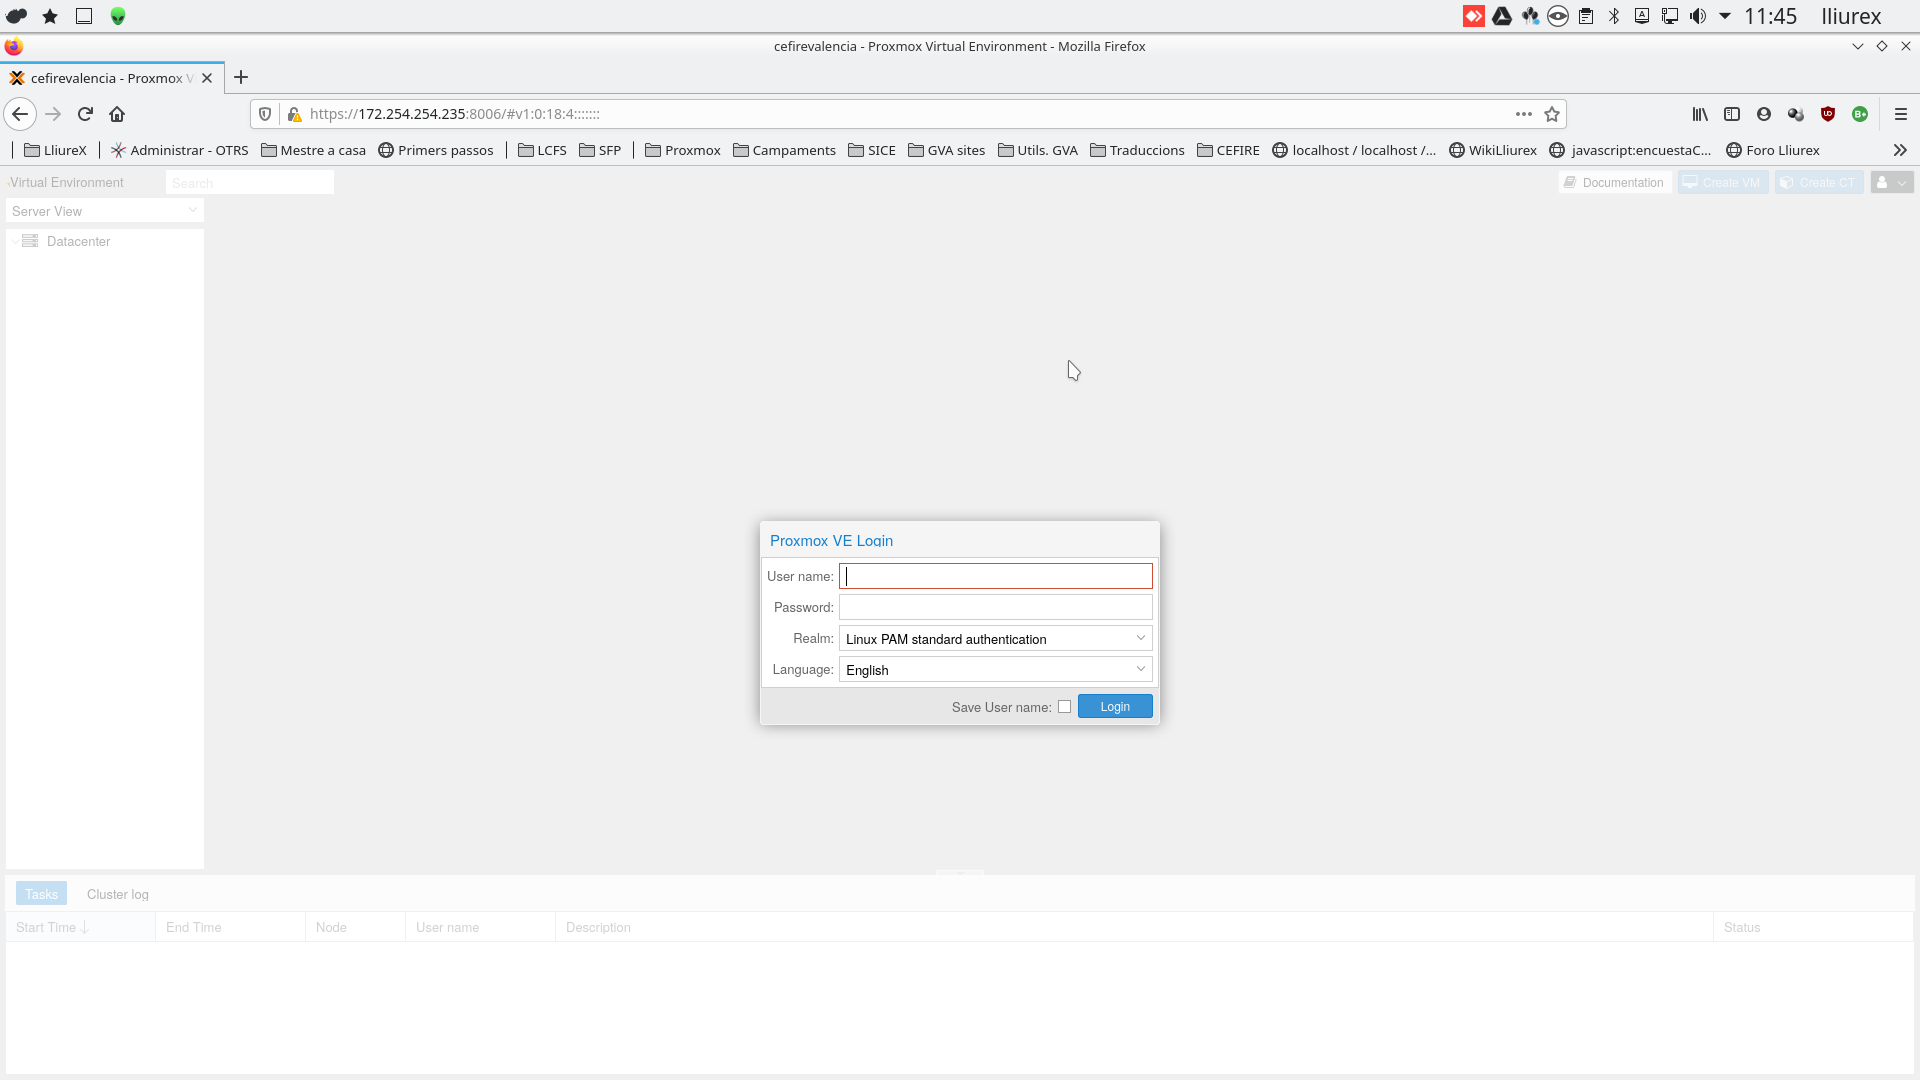 11:45 lliurex
cefirevalencia - Proxmox Virtual Environment - Mozilla Firefox
cefirevalencia - Proxmox V
https://172.254.254.235:8006/#v1:0:18:4:::::::
LliureX Administrar - OTRS Mestre a casa Primers passos LCFS SFP Proxmox Campaments SICE GVA sites Utils. GVA Traduccions CEFIRE localhost / localhost /... WikiLliurex javascript:encuestaC... Foro Lliurex
Virtual Environment Search Documentation Create VM Create CT
Server View
Datacenter
Proxmox VE Login
User name:
Password:
Realm: Linux PAM standard authentication
Language: English
Save User name: Login
Tasks Cluster log
Start Time End Time Node User name Description Status